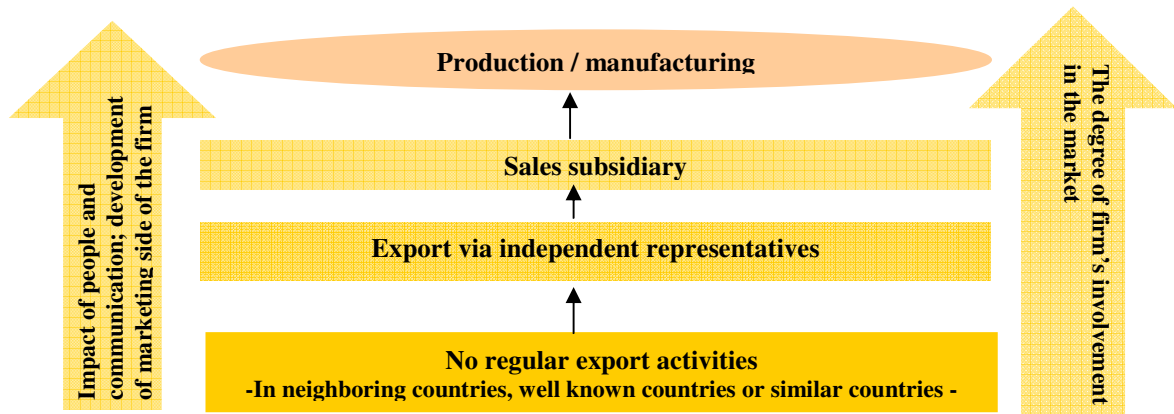 Production / manufacturing
Sales subsidiary
Export via independent representatives
No regular export activities
-In neighboring countries, well known countries or similar countries -
Impact of people and
communication; development
of marketing side of the firm
The degree of firm's involvement
in the market